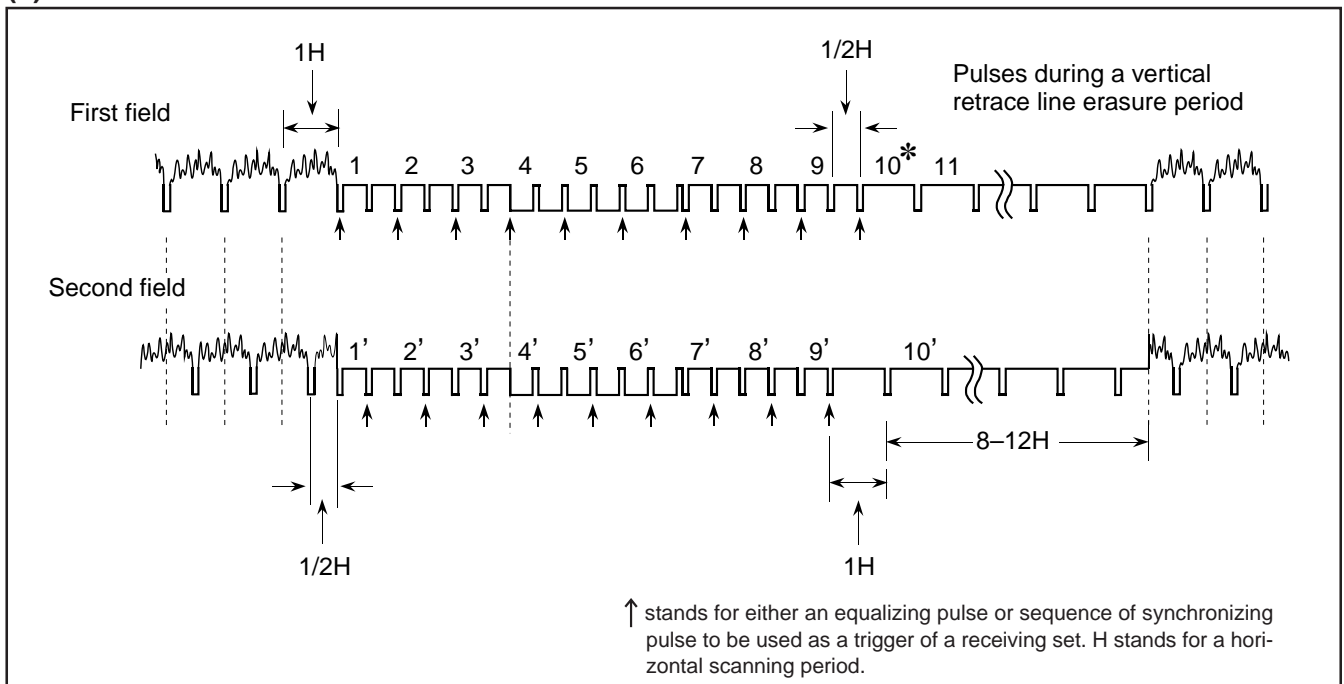 1H
1/2H
Pulses during a vertical
retrace line erasure period
First field
1 2 3 4 5 6 7 8 9 10* 11
Second field
1’ 2’ 3’ 4’ 5’ 6’ 7’ 8’ 9’ 10’
8–12H
1/2H
1H
↑ stands for either an equalizing pulse or sequence of synchronizing
pulse to be used as a trigger of a receiving set. H stands for a hori-
zontal scanning period.